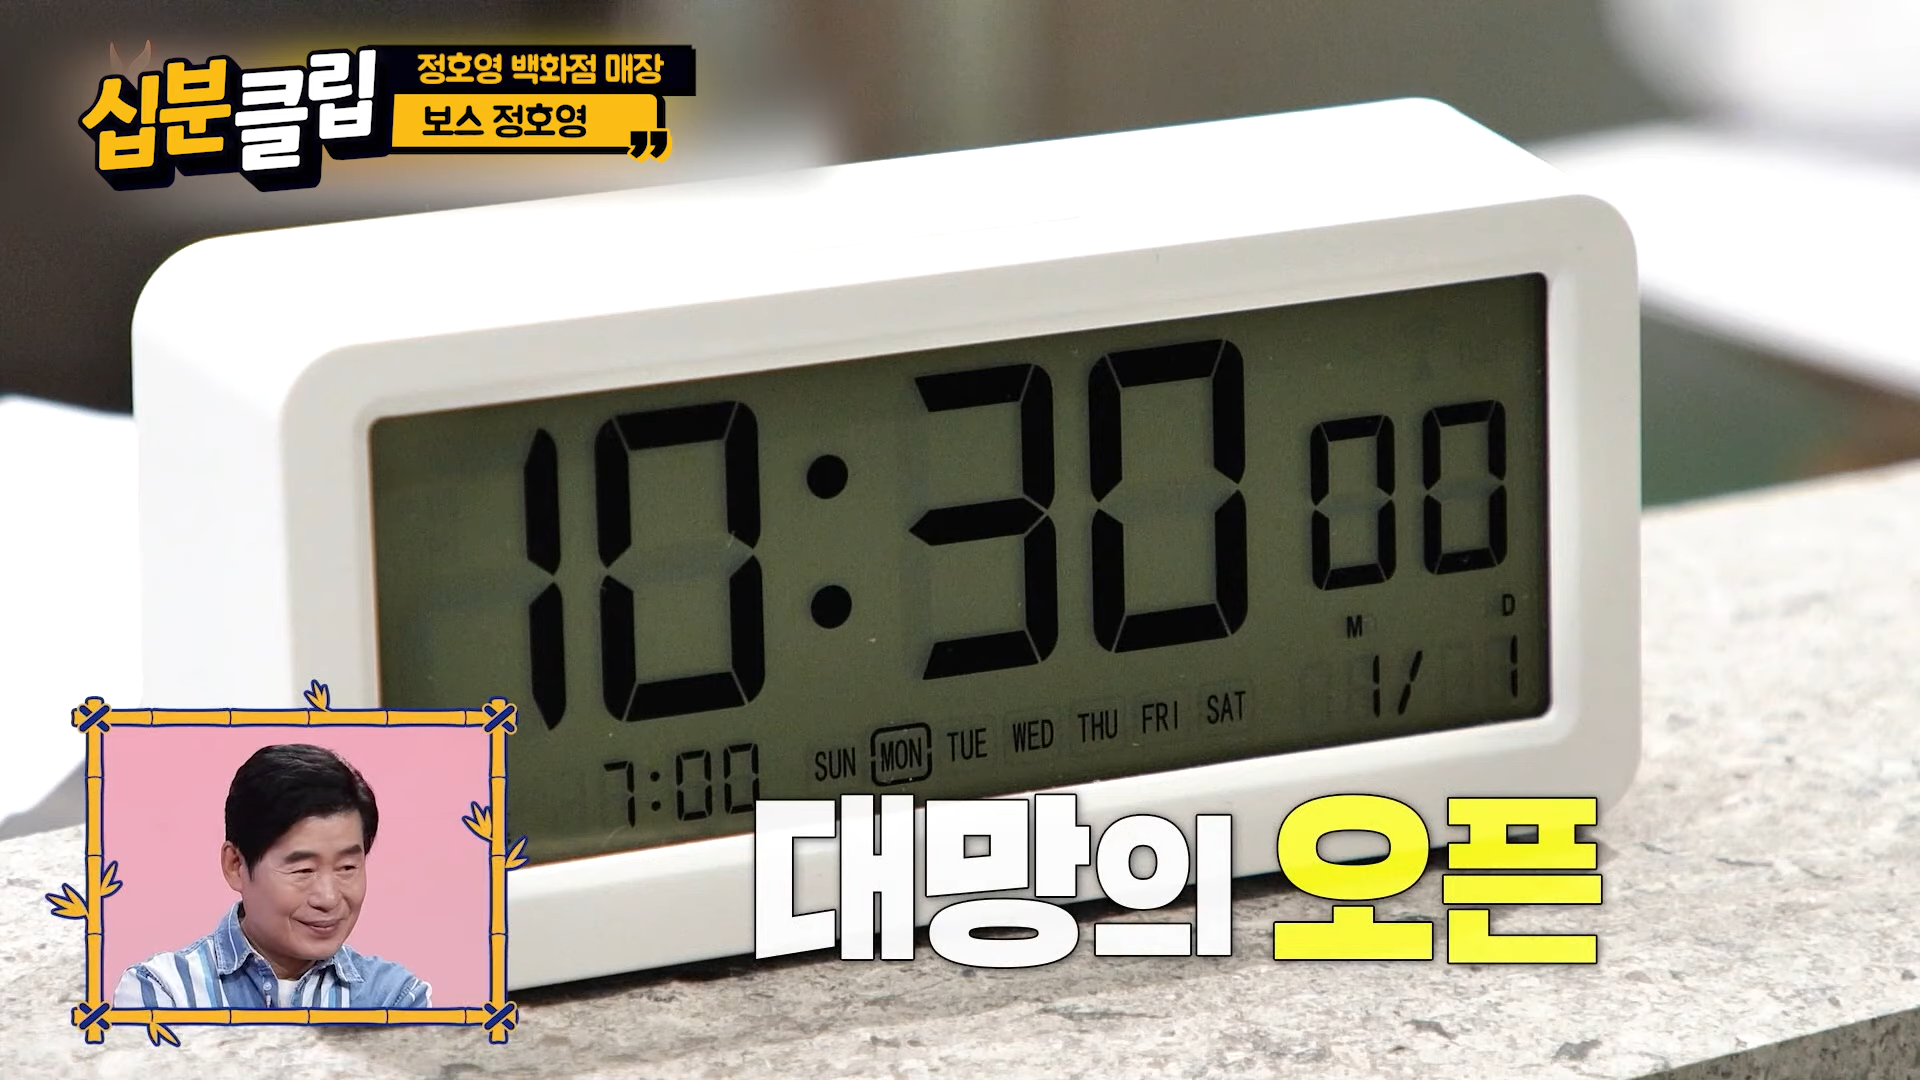 십분클립
정호영 백화점 매장
보스 정호영
”
10:30 00
M D
1/ 1
7:00
SUN MON TUE WED THU FRI SAT
대망의 오픈